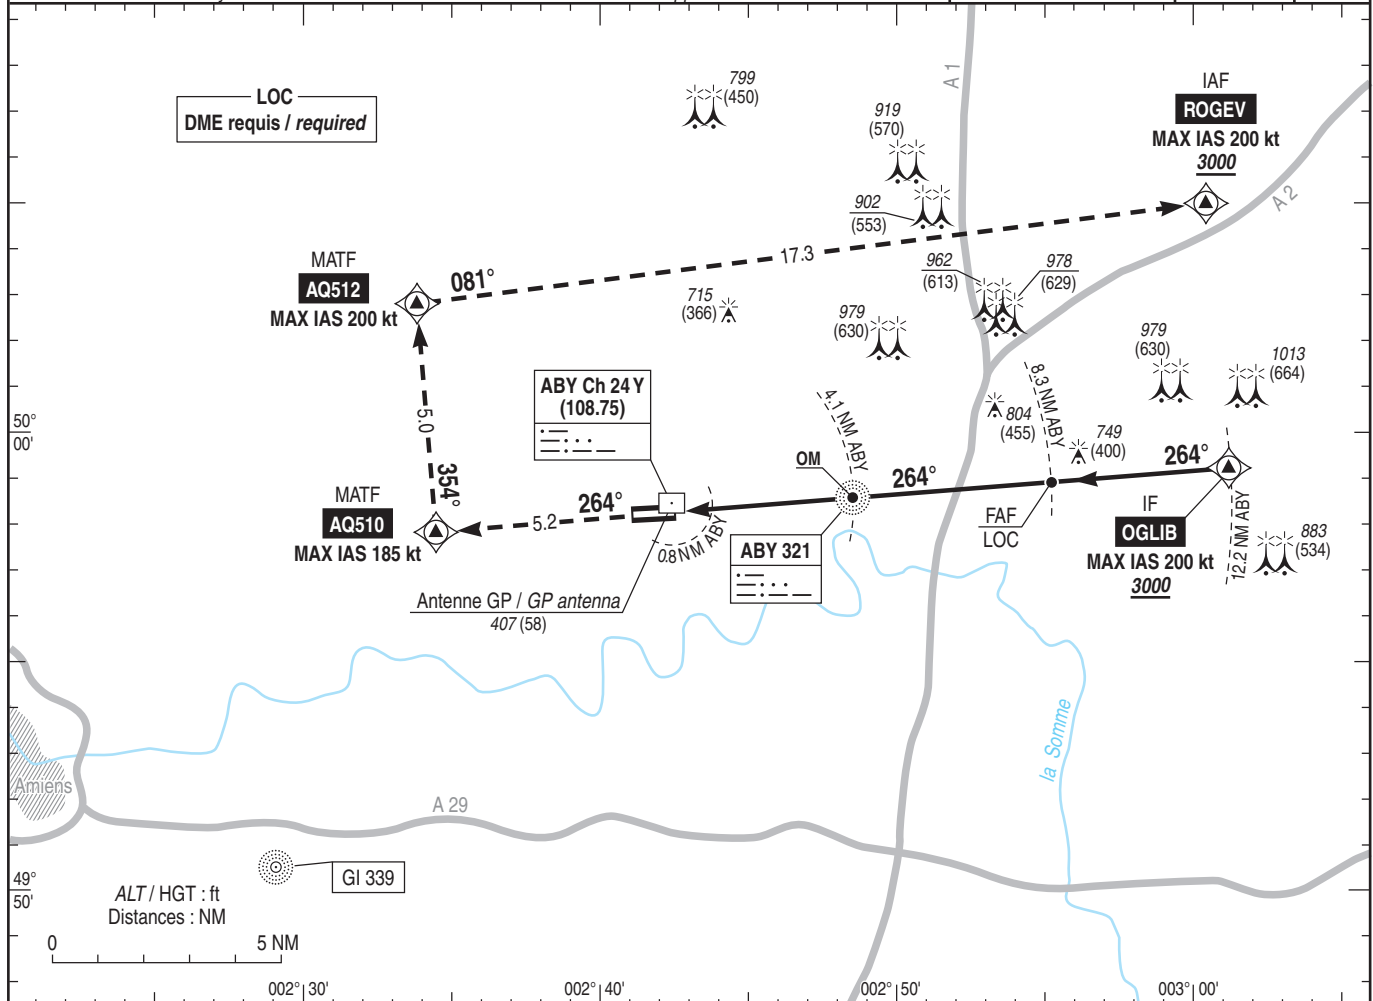 LOC
DME requis / required
799
(450)
919
(570)
902
(553)
A 1
IAF
ROGEV
MAX IAS 200 kt
3000
A 2
MATF
AQ512
MAX IAS 200 kt
081°
17.3
962
(613)
978
(629)
715
(366)
979
(630)
979
(630)
1013
(664)
ABY Ch 24 Y
(108.75)
5.0
354°
4.1 NM ABY
8.3 NM ABY
804
(455)
749
(400)
50°
00'
OM
264°
264°
264°
MATF
AQ510
MAX IAS 185 kt
5.2
0.8 NM ABY
ABY 321
FAF
LOC
IF
OGLIB
MAX IAS 200 kt
3000
12.2 NM ABY
883
(534)
Antenne GP / GP antenna
407 (58)
la Somme
Amiens
A 29
GI 339
49°
50'
ALT / HGT : ft
Distances : NM
0
5 NM
002° 30'
002° 40'
002° 50'
003° 00'